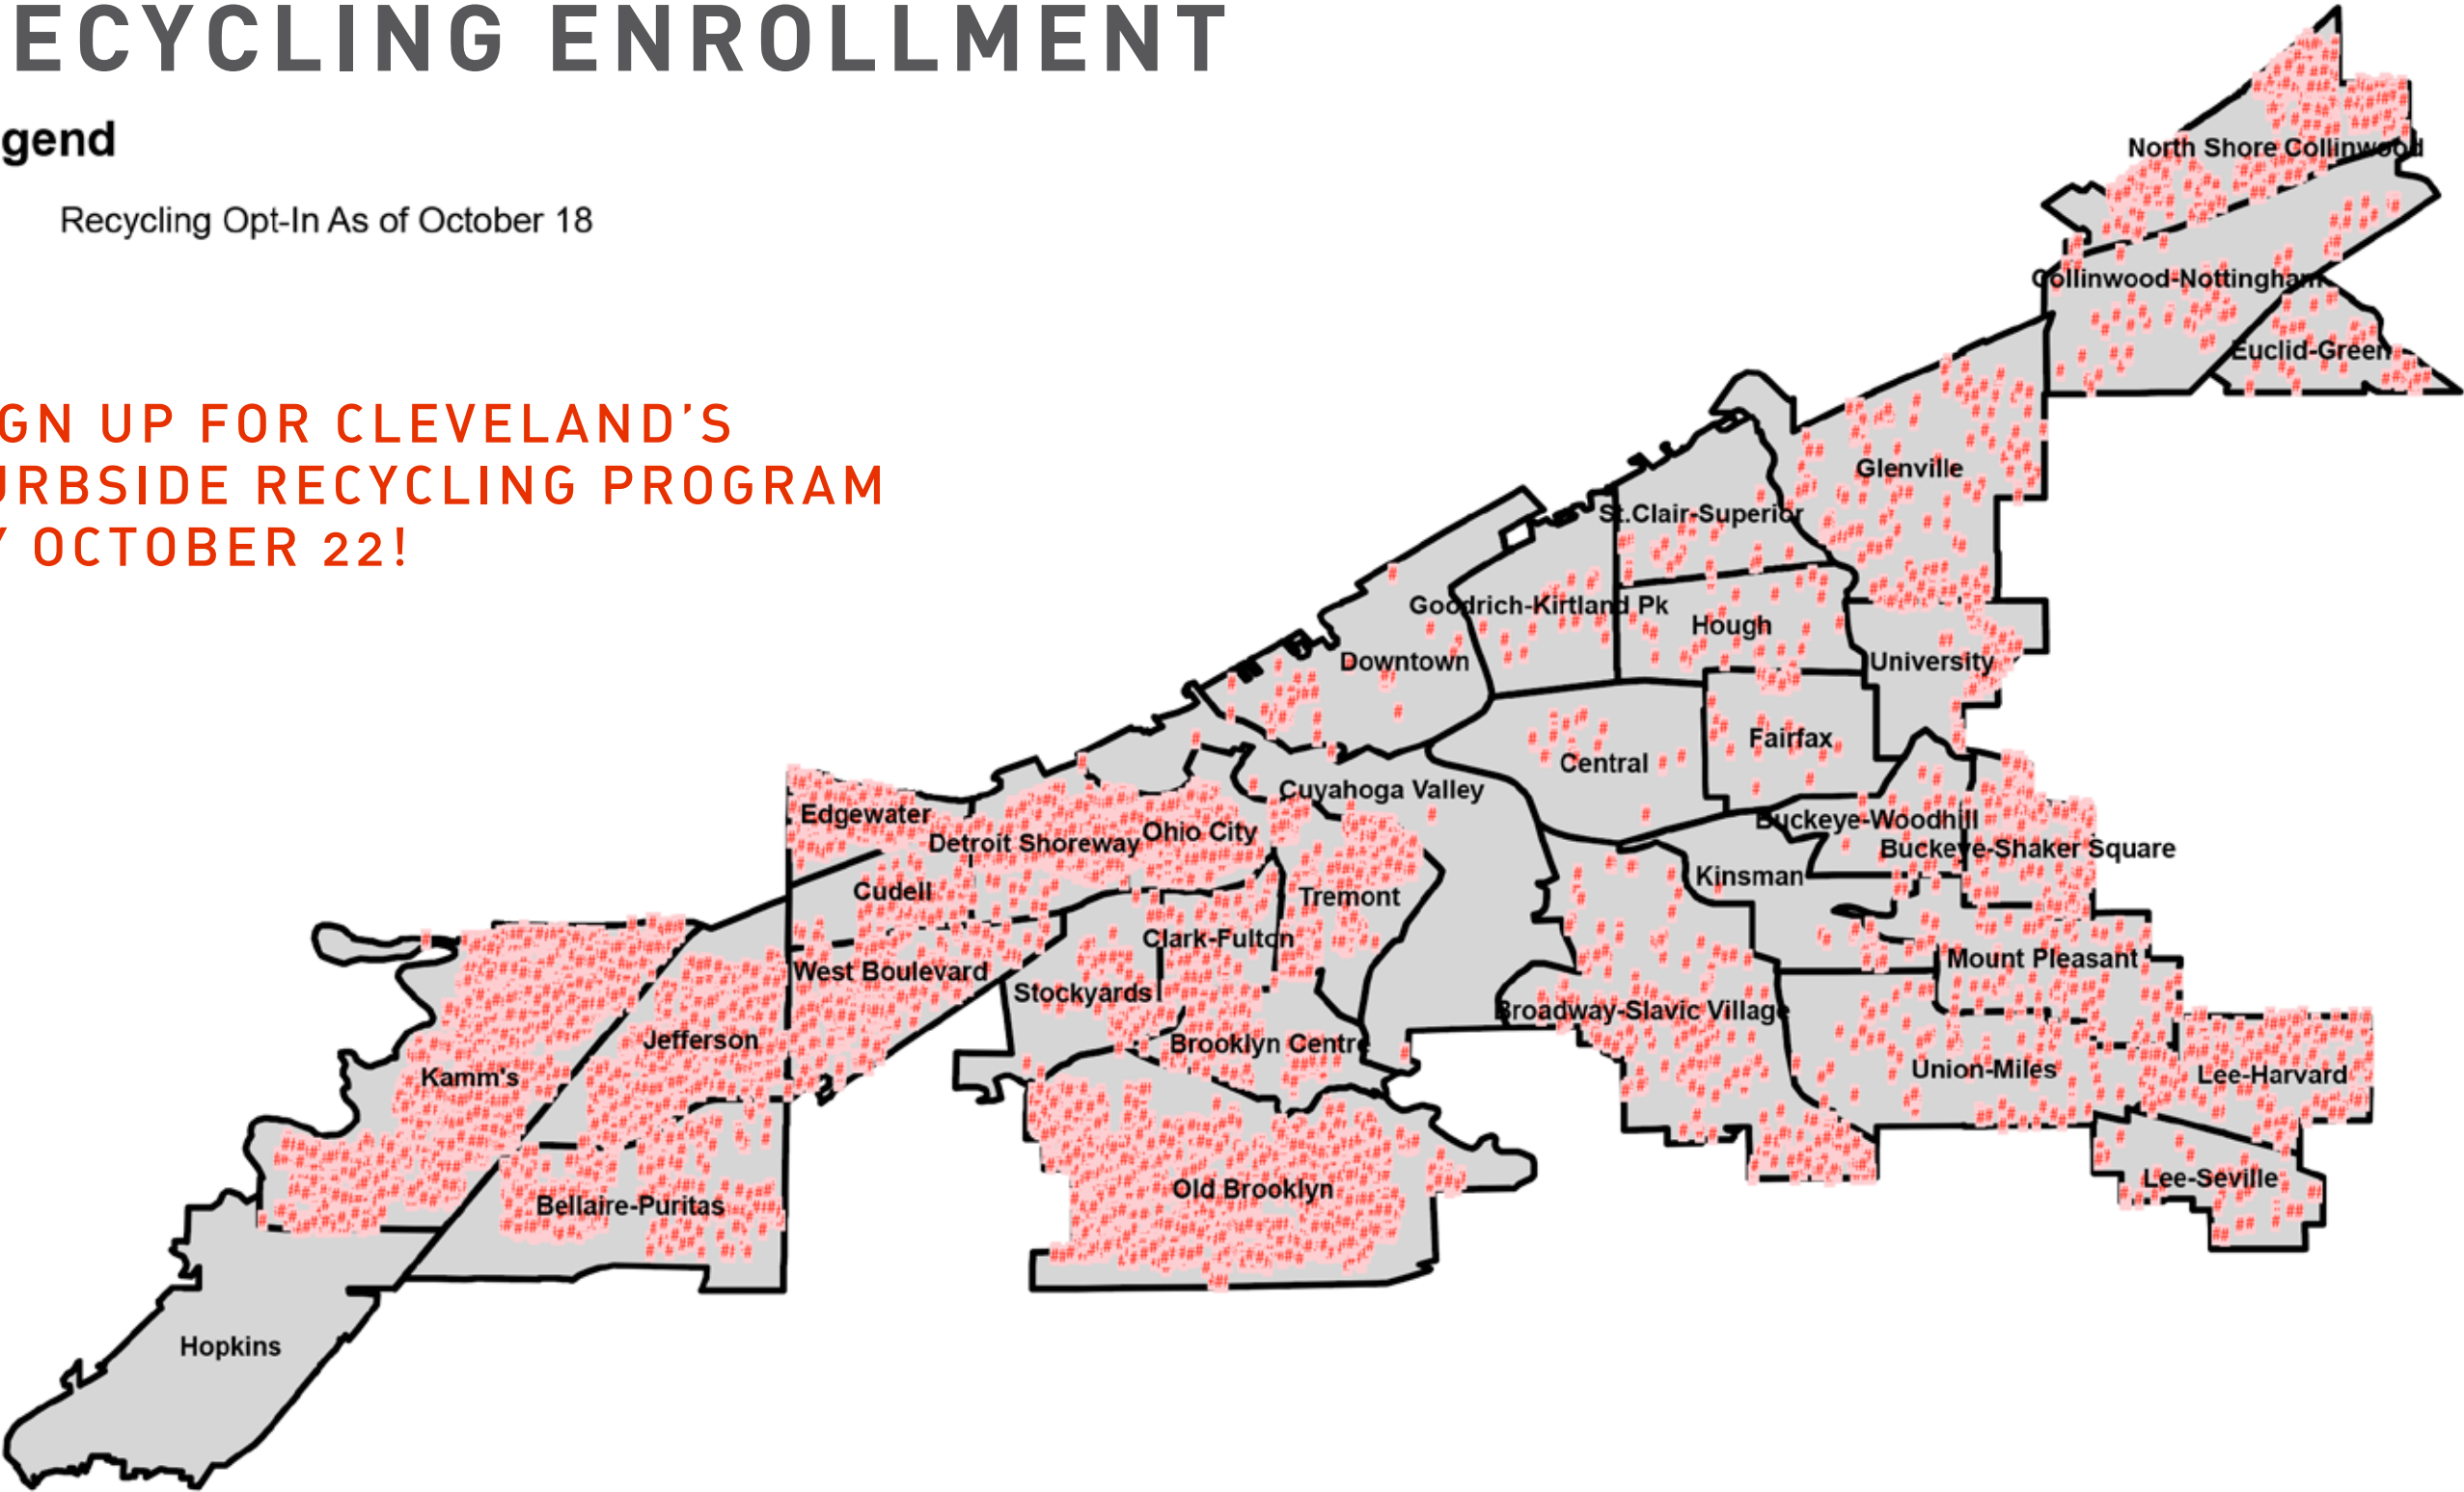 ECYCLING ENROLLMENT
gend
Recycling Opt-In As of October 18
GN UP FOR CLEVELAND'S
URBSIDE RECYCLING PROGRAM
Y OCTOBER 22!
North Shore Collinwood
Collinwood-Nottingham
Euclid-Green
Glenville
St.Clair-Superior
Goodrich-Kirtland Pk
Hough
Downtown
University
Fairfax
Central
Cuyahoga Valley
Edgewater
Buckeye-Woodhill
Ohio City
Detroit Shoreway
Buckeye-Shaker Square
Kinsman
Cudell
Tremont
Clark-Fulton
Mount Pleasant
West Boulevard
Stockyards
Broadway-Slavic Village
Jefferson
Brooklyn Centre
Union-Miles
Lee-Harvard
Kamm's
Lee-Seville
Old Brooklyn
Bellaire-Puritas
Hopkins